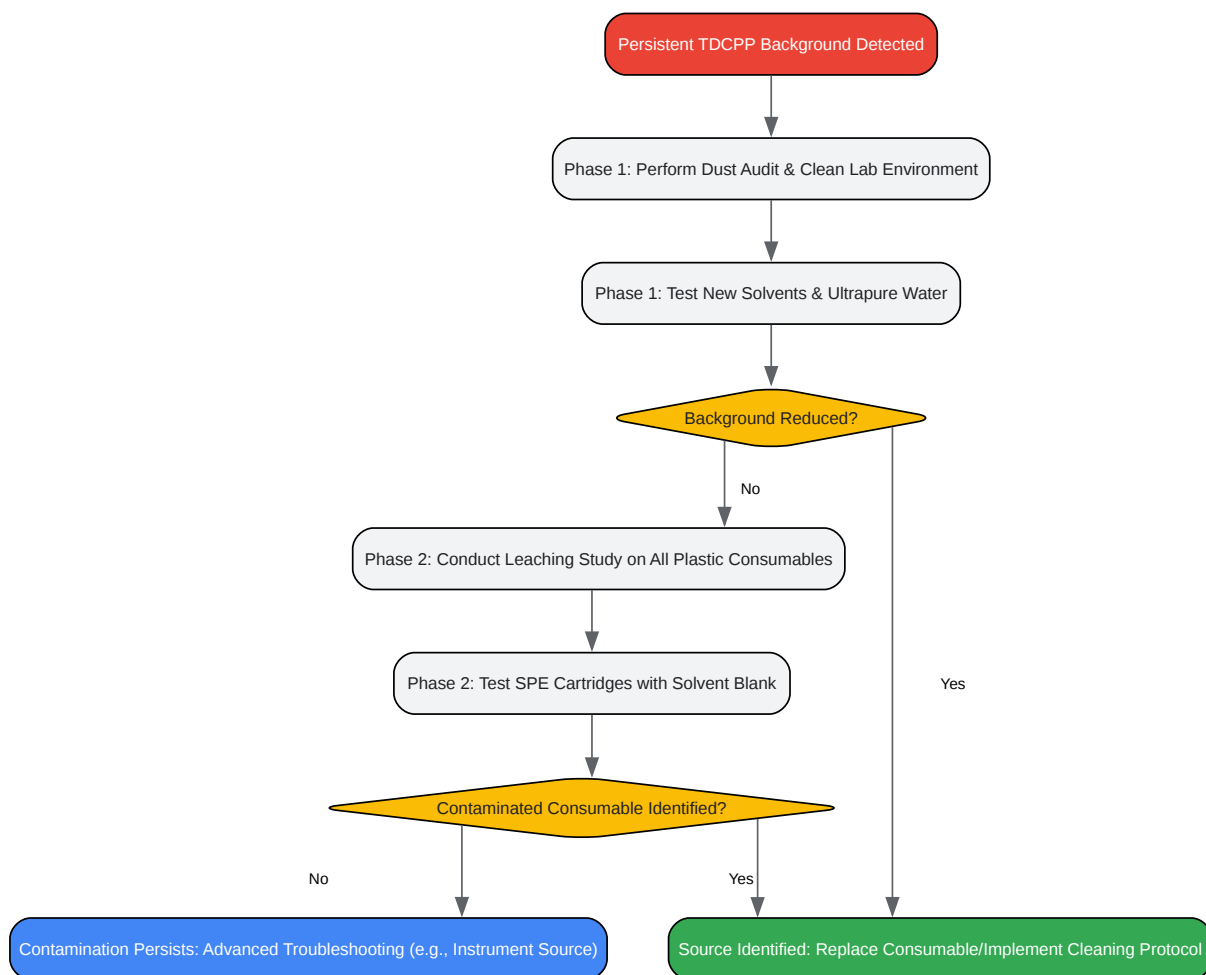 Persistent TDCPP Background Detected
Phase 1: Perform Dust Audit & Clean Lab Environment
Phase 1: Test New Solvents & Ultrapure Water
Background Reduced?
No
Phase 2: Conduct Leaching Study on All Plastic Consumables
Phase 2: Test SPE Cartridges with Solvent Blank
Yes
Contaminated Consumable Identified?
No
Yes
Contamination Persists: Advanced Troubleshooting (e.g., Instrument Source)
Source Identified: Replace Consumable/Implement Cleaning Protocol